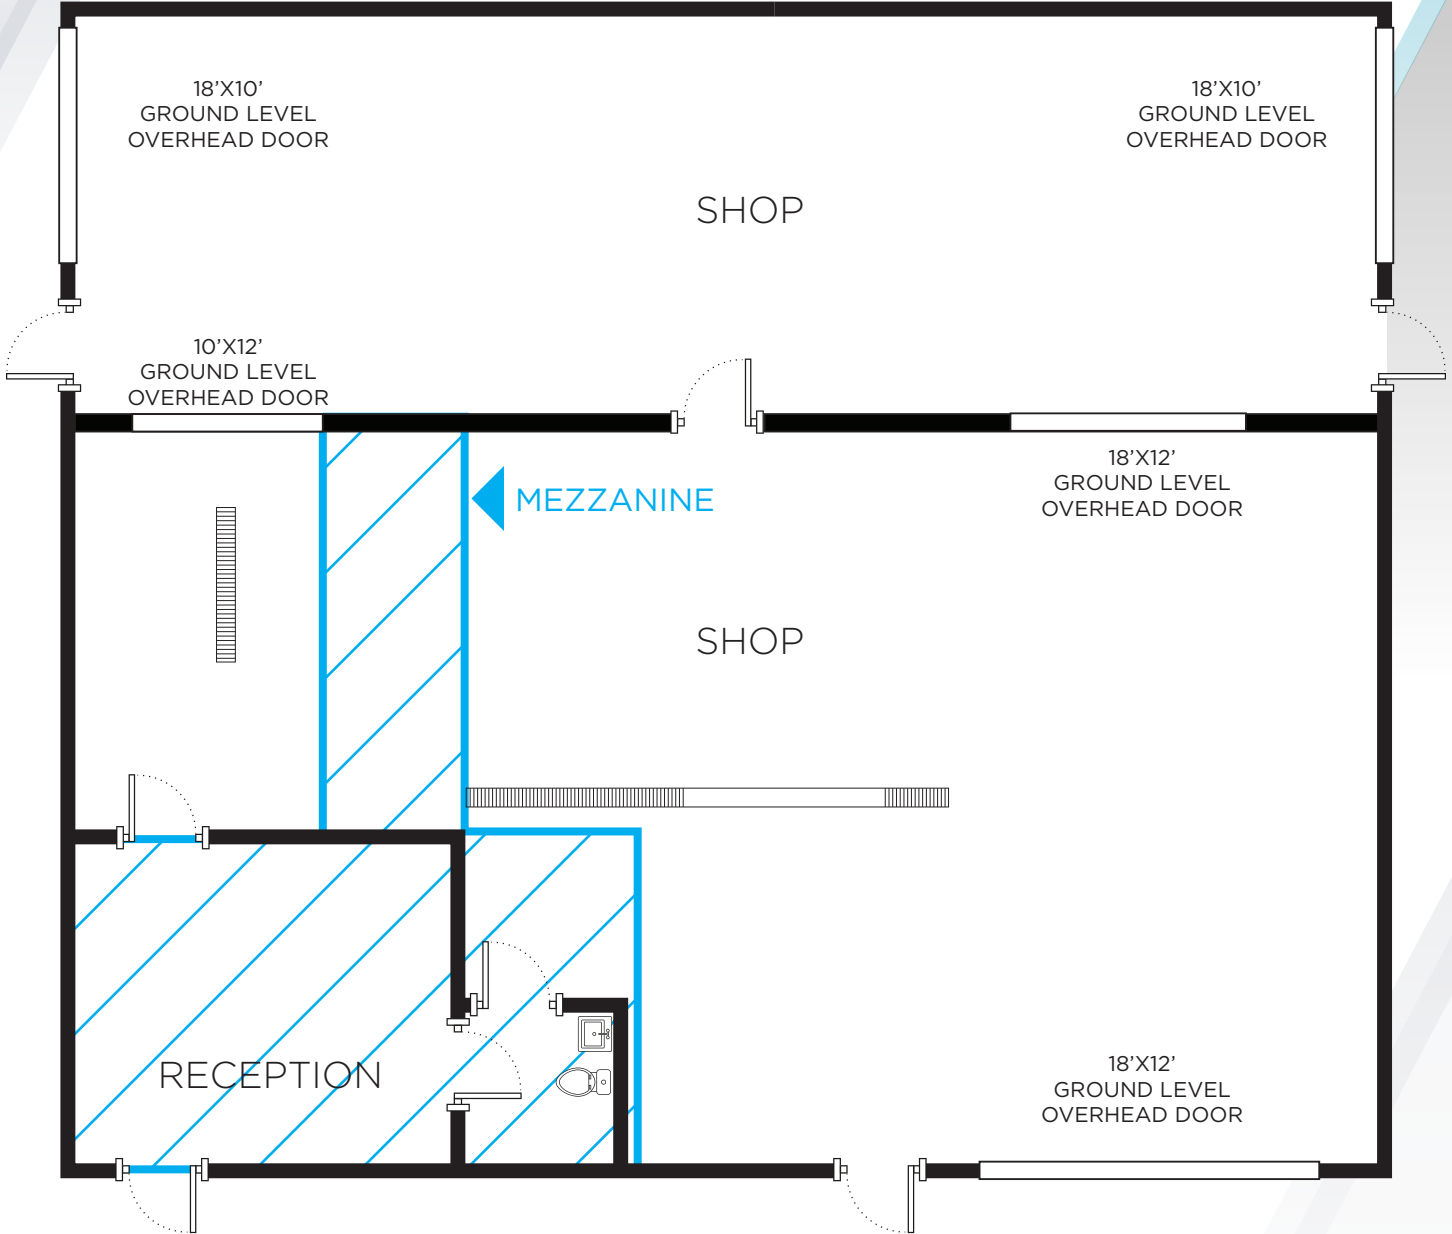 18’X10’
GROUND LEVEL
OVERHEAD DOOR
18’X10’
GROUND LEVEL
OVERHEAD DOOR
SHOP
10’X12’
GROUND LEVEL
OVERHEAD DOOR
18’X12’
GROUND LEVEL
OVERHEAD DOOR
MEZZANINE
SHOP
RECEPTION
18’X12’
GROUND LEVEL
OVERHEAD DOOR